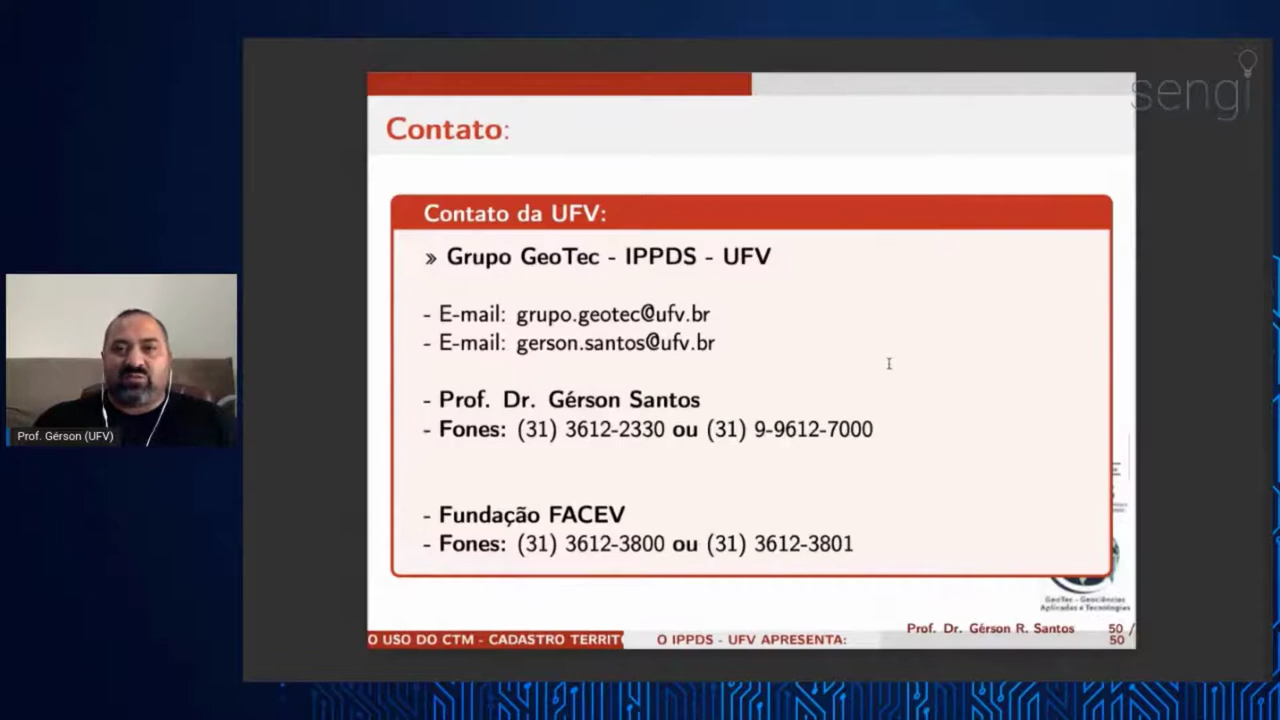 sengi
Contato:
Contato da UFV:
» Grupo GeoTec - IPPDS - UFV
- E-mail: grupo.geotec@ufv.br
- E-mail: gerson.santos@ufv.br
- Prof. Dr. Gérson Santos
- Fones: (31) 3612-2330 ou (31) 9-9612-7000
- Fundação FACEV
- Fones: (31) 3612-3800 ou (31) 3612-3801
Prof. Gérson (UFV)
GeoTec - Geociências
Aplicadas e Tecnologias
Prof. Dr. Gérson R. Santos 50 /
O USO DO CTM - CADASTRO TERRIT O IPPDS - UFV APRESENTA: 50